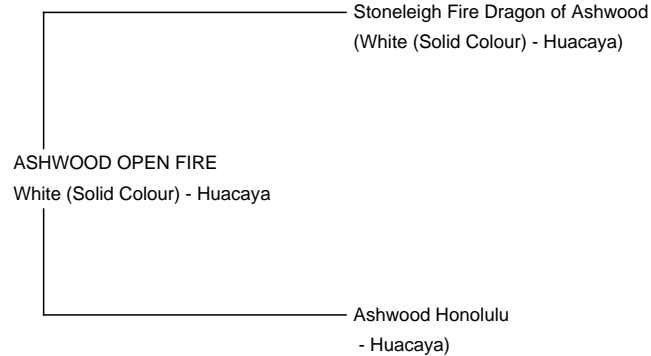 Stoneleigh Fire Dragon of Ashwood
(White (Solid Colour) - Huacaya)
ASHWOOD OPEN FIRE
White (Solid Colour) - Huacaya
Ashwood Honolulu
- Huacaya)